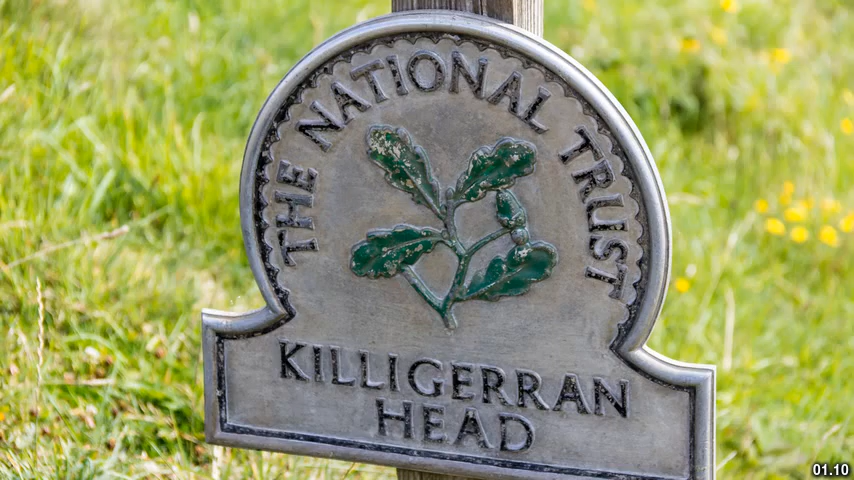 THE NATIONAL TRUST
KILLIGERRAN
HEAD
01.10